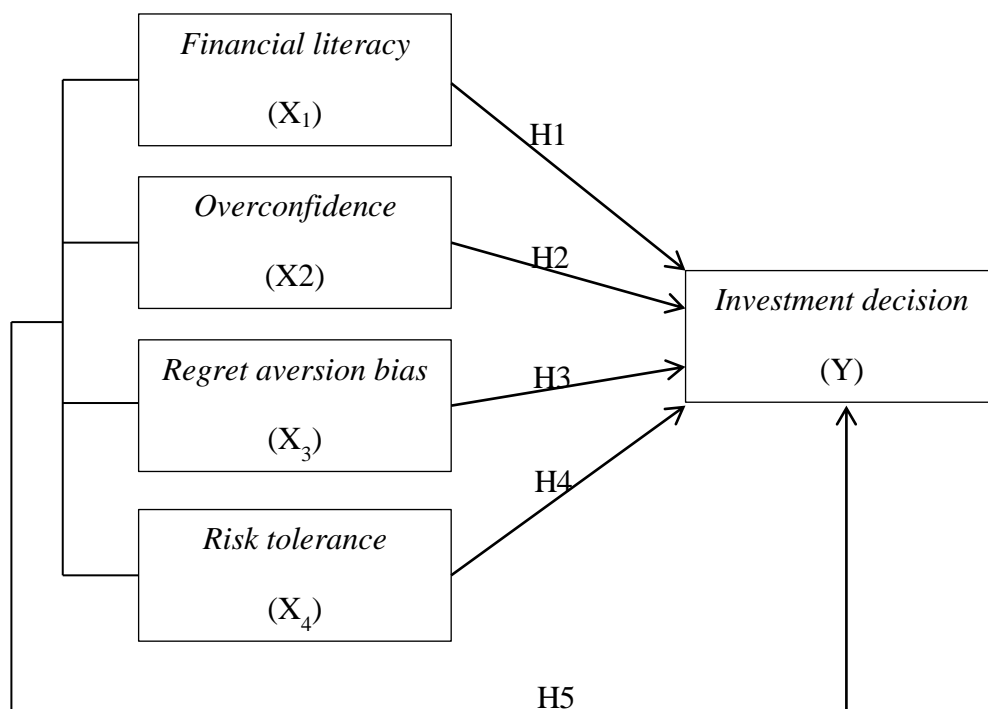 Financial literacy
(X₁)
H1
Overconfidence
(X2)
H2
Investment decision
(Y)
Regret aversion bias
(X₃)
H3
H4
Risk tolerance
(X₄)
H5